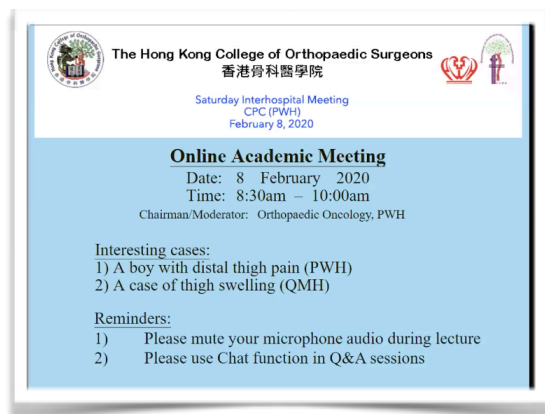 The Hong Kong College of Orthopaedic Surgeons
香港骨科醫學院
Saturday Interhospital Meeting
CPC (PWH)
February 8, 2020
Online Academic Meeting
Date: 8 February 2020
Time: 8:30am – 10:00am
Chairman/Moderator: Orthopaedic Oncology, PWH
Interesting cases:
1) A boy with distal thigh pain (PWH)
2) A case of thigh swelling (QMH)
Reminders:
1) Please mute your microphone audio during lecture
2) Please use Chat function in Q&A sessions